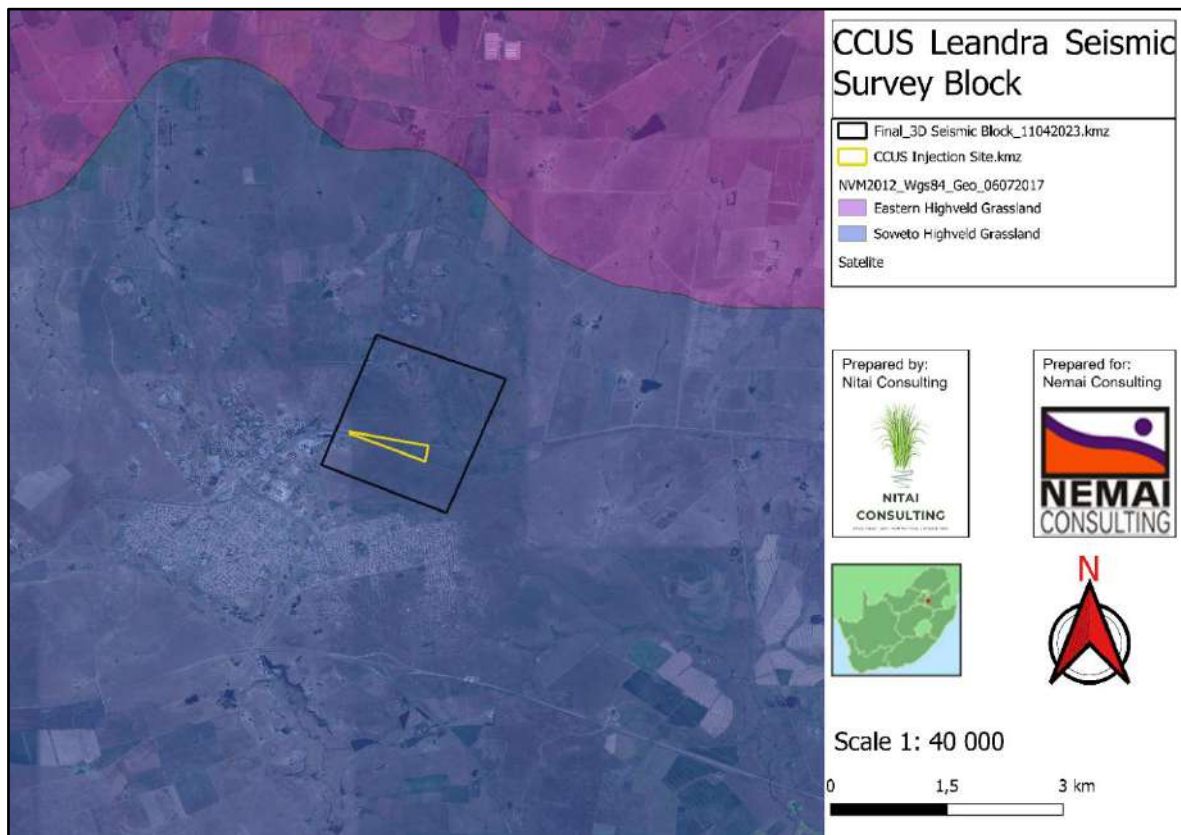 CCUS Leandra Seismic
Survey Block
Final_3D Seismic Block_11042023.kmz
CCUS Injection Site.kmz
NVM2012_Wgs84_Geo_06072017
Eastern Highveld Grassland
Soweto Highveld Grassland
Satelite
Prepared by:
Nitai Consulting
NITAI
CONSULTING
Prepared for:
Nemai Consulting
NEMAI
CONSULTING
N
Scale 1: 40 000
0 1,5 3 km